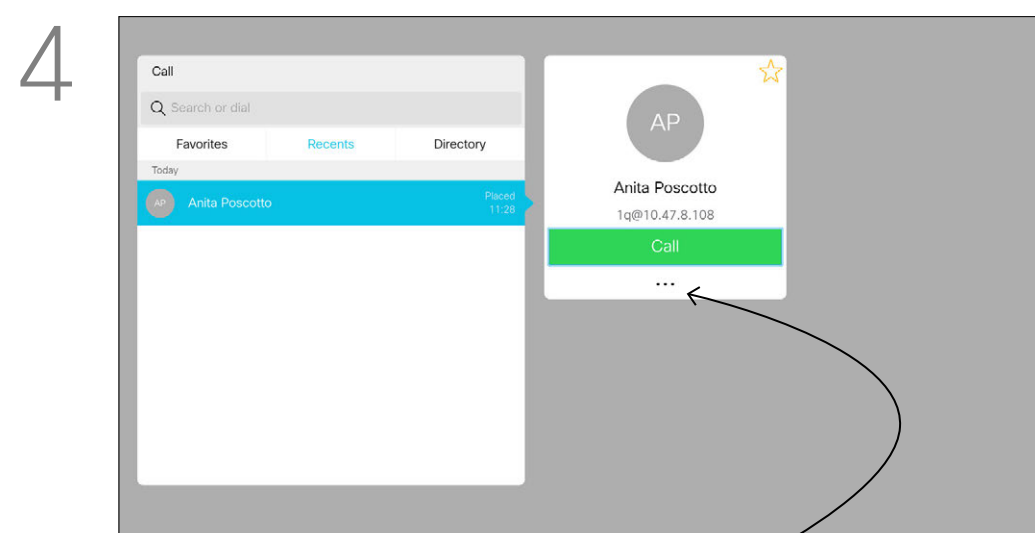 4
Call
Search or dial
Favorites Recents Directory
Today
AP Anita Poscotto Placed
11:28
AP
Anita Poscotto
1q@10.47.8.108
Call
...